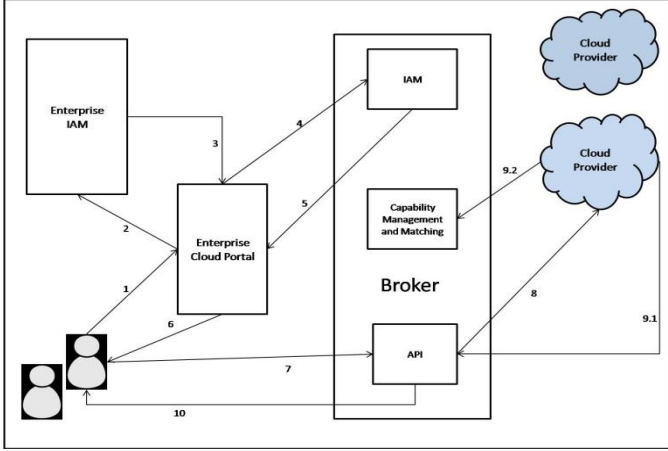 Cloud
Provider
IAM
Enterprise
IAM
4
3
Cloud
Provider
9.2
5
Capability
Management
and Matching
2
Enterprise
Cloud Portal
Broker
1
8
9.1
6
7
API
10